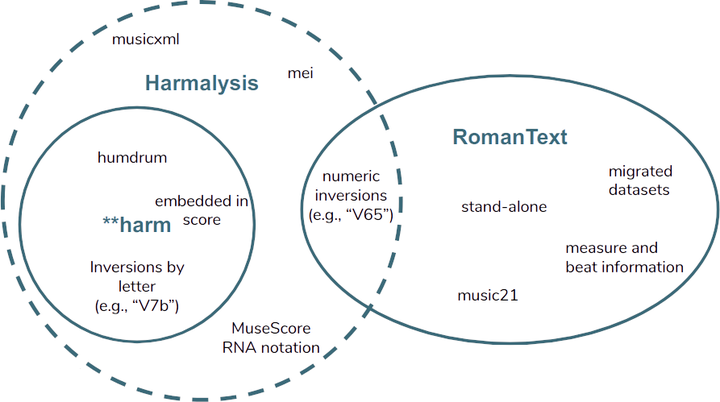 musicxml
mei
Harmalysis
humdrum
embedded in
score
**harm
Inversions by
letter
(e.g., “V7b”)
MuseScore
RNA notation
numeric
inversions
(e.g., “V65”)
RomanText
migrated
datasets
stand-alone
measure and
beat information
music21